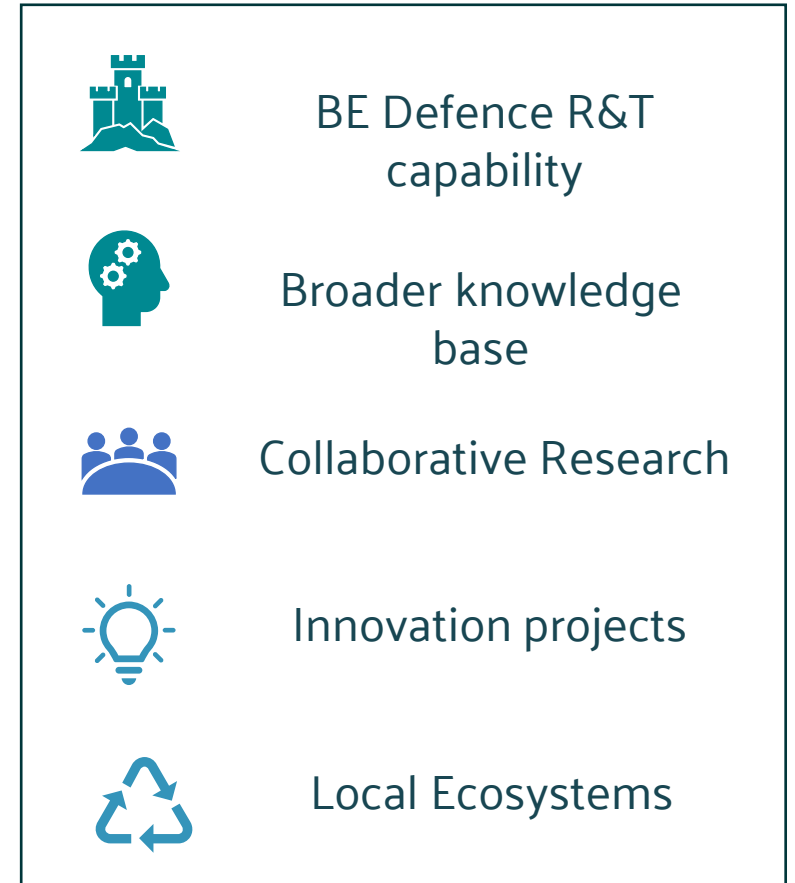 BE Defence R&T
capability
Broader knowledge
base
Collaborative Research
Innovation projects
Local Ecosystems